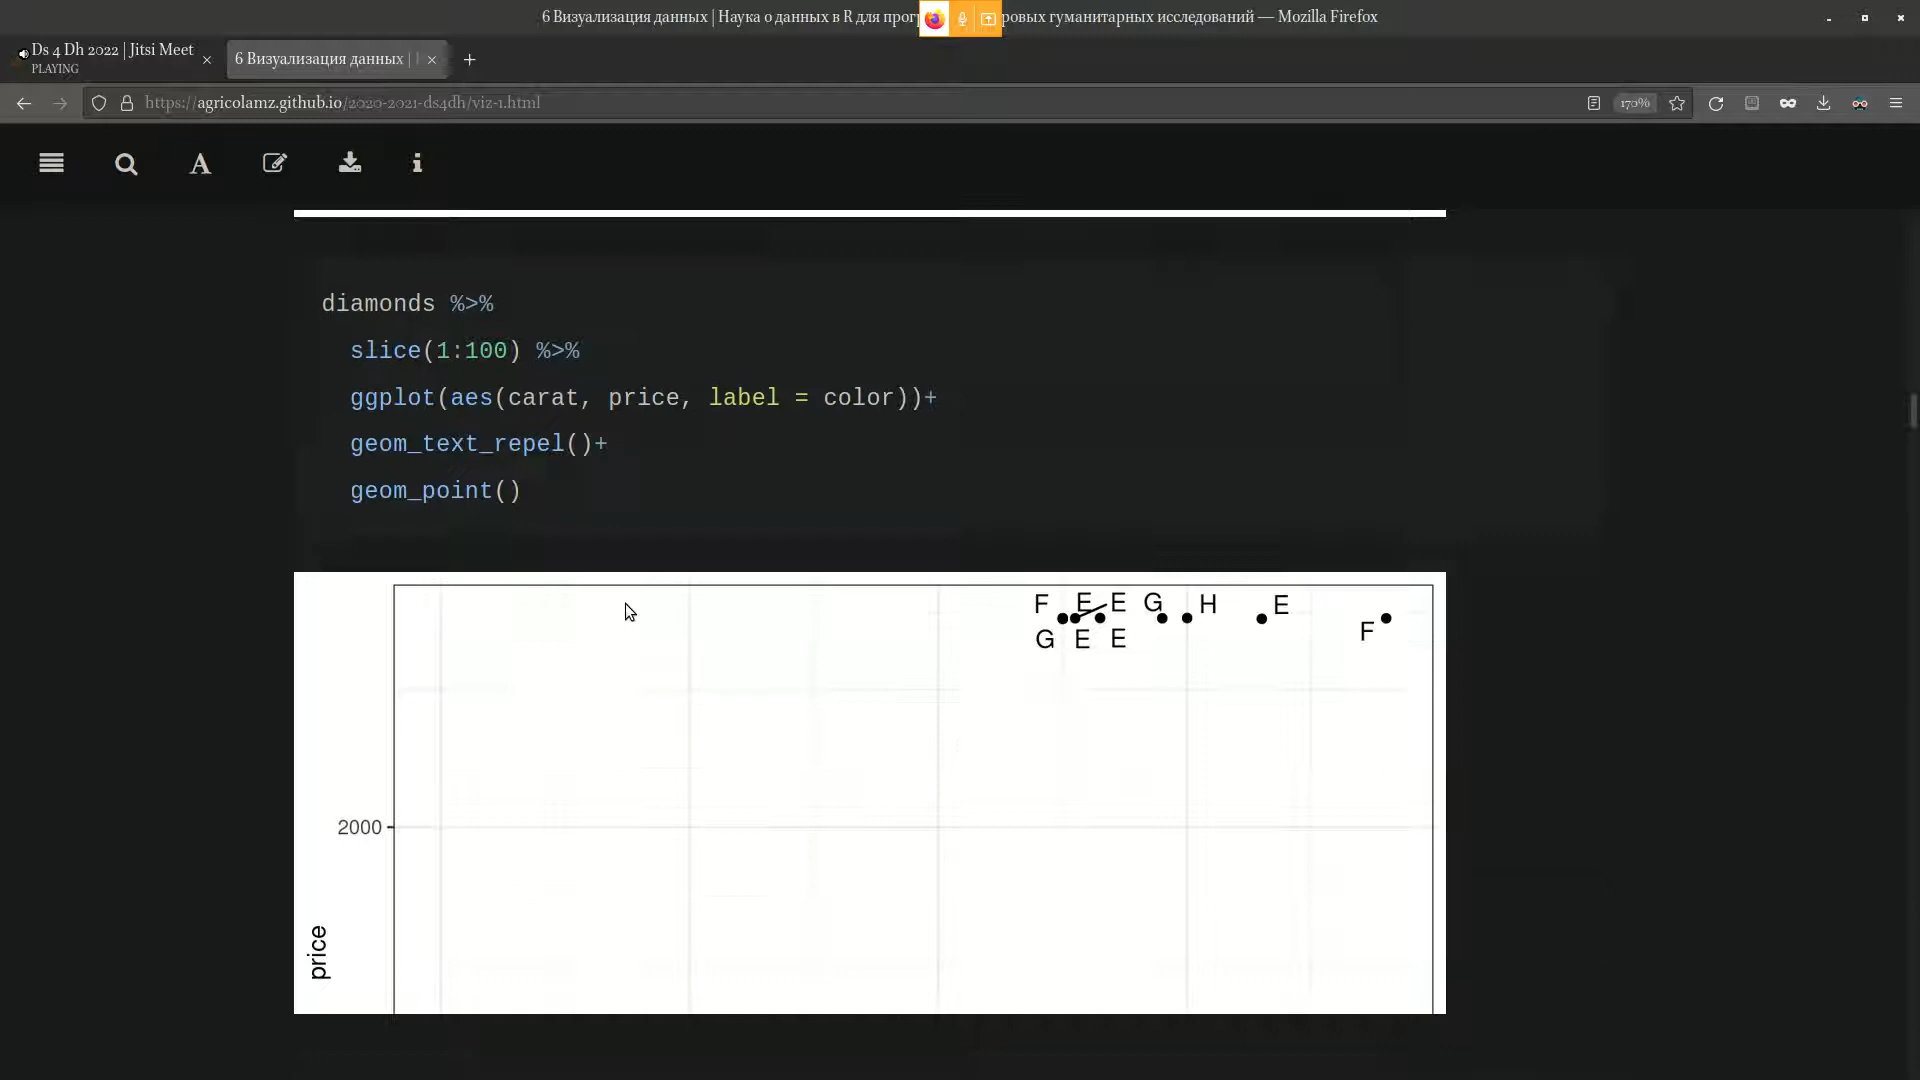 6 Визуализация данных | Наука о данных в R для прог ровых гуманитарных исследований — Mozilla Firefox
Ds 4 Dh 2022 | Jitsi Meet
PLAYING
6 Визуализация данных |
https://agricolamz.github.io/2020-2021-ds4dh/viz-1.html
170%
diamonds %>%
slice(1:100) %>%
ggplot(aes(carat, price, label = color))+
geom_text_repel()+
geom_point()
F E E G H E
G E E F
2000
price